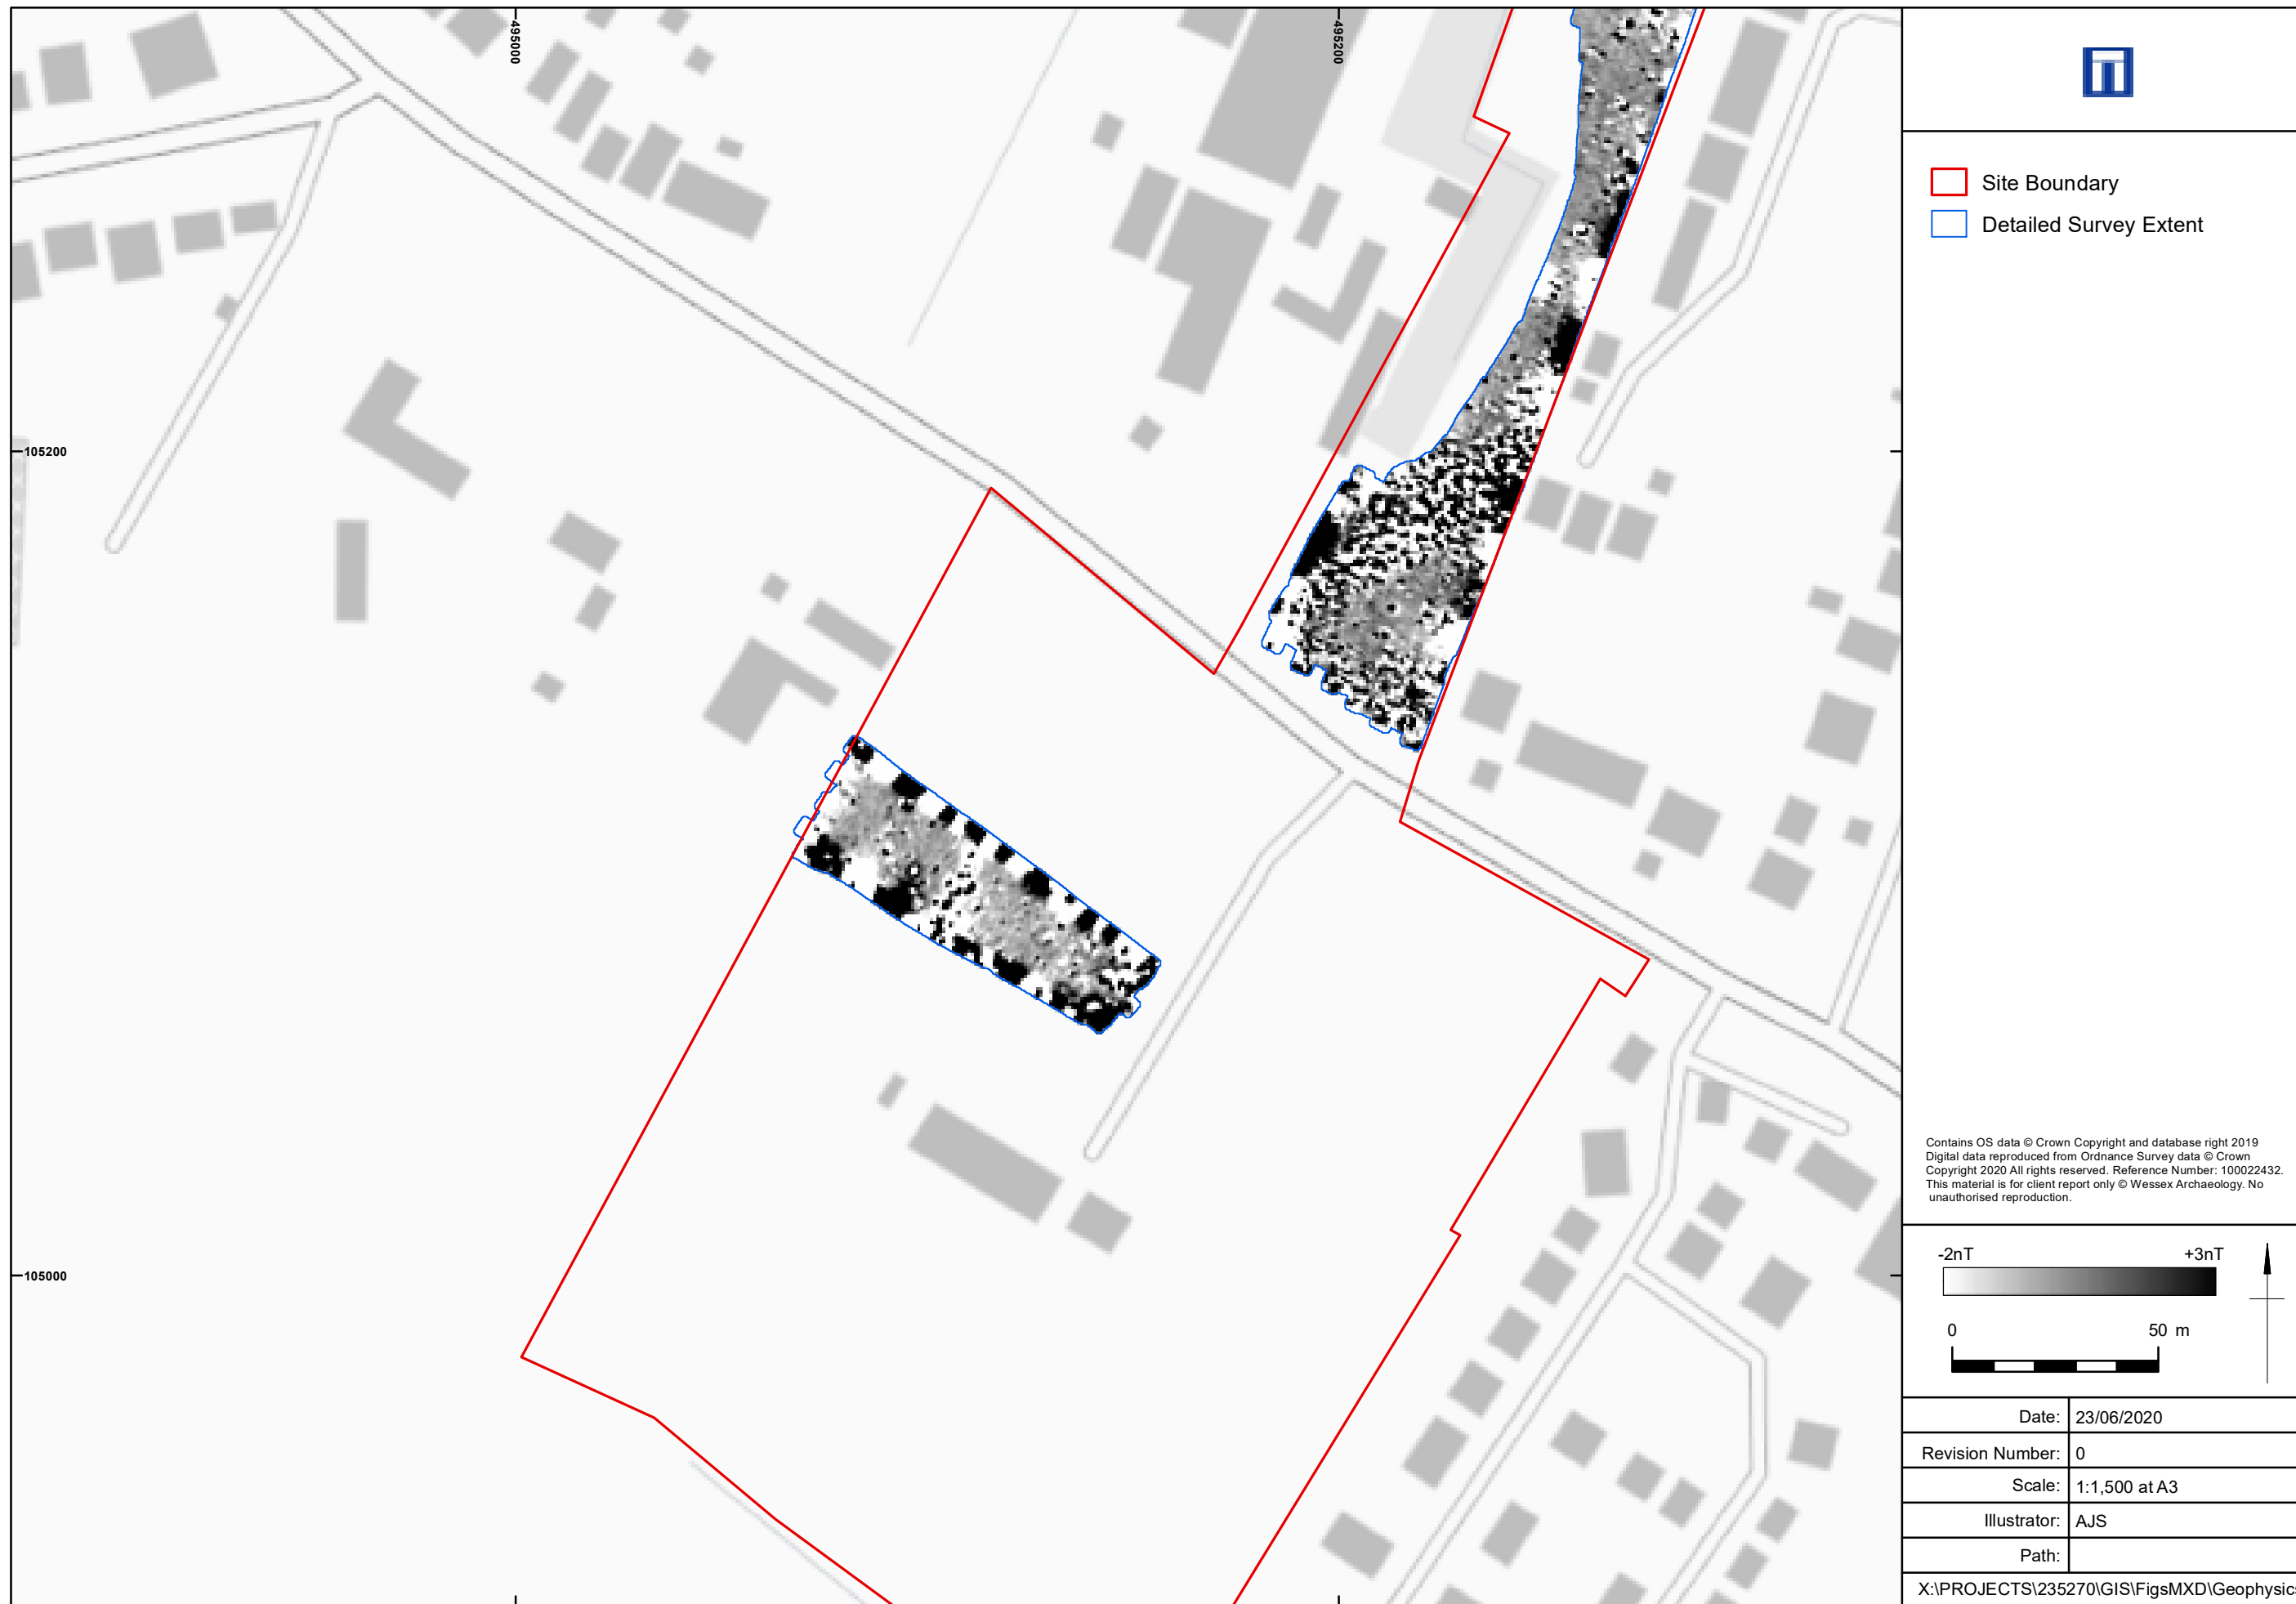 495000
495200
105200
105000
Site Boundary
Detailed Survey Extent
Contains OS data © Crown Copyright and database right 2019
Digital data reproduced from Ordnance Survey data © Crown
Copyright 2020 All rights reserved. Reference Number: 100022432.
This material is for client report only © Wessex Archaeology. No
unauthorised reproduction.
-2nT +3nT
0 50 m
Date: 23/06/2020
Revision Number: 0
Scale: 1:1,500 at A3
Illustrator: AJS
Path:
X:\PROJECTS\235270\GIS\FigsMXD\Geophysics